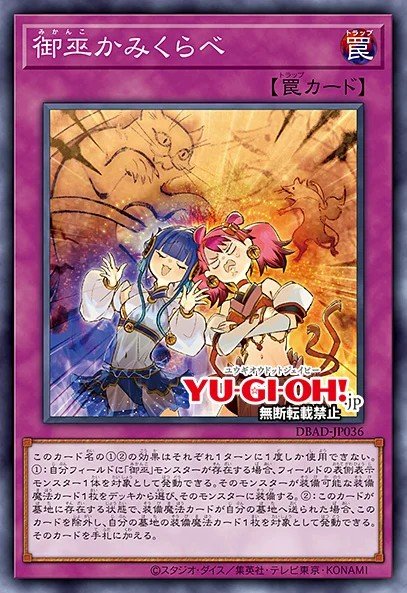 みかんこ
御巫かみくらべ
トラップ
罠
トラップ
【罠カード】
ユウギオウドットジェイピー
YU-GI-OH!.jp
無断転載禁止
DBAD-JP036
このカード名の①②の効果はそれぞれ1ターンに1度しか使用できない。
①:自分フィールドに「御巫」モンスターが存在する場合、フィールドの表側表示
モンスター1体を対象として発動できる。そのモンスターが装備可能な装備
魔法カード1枚をデッキから選び、そのモンスターに装備する。②:このカードが
墓地に存在する状態で、装備魔法カードが自分の墓地へ送られた場合、この
カードを除外し、自分の墓地の装備魔法カード1枚を対象として発動できる。
そのカードを手札に加える。
©スタジオ・ダイス/集英社・テレビ東京・KONAMI